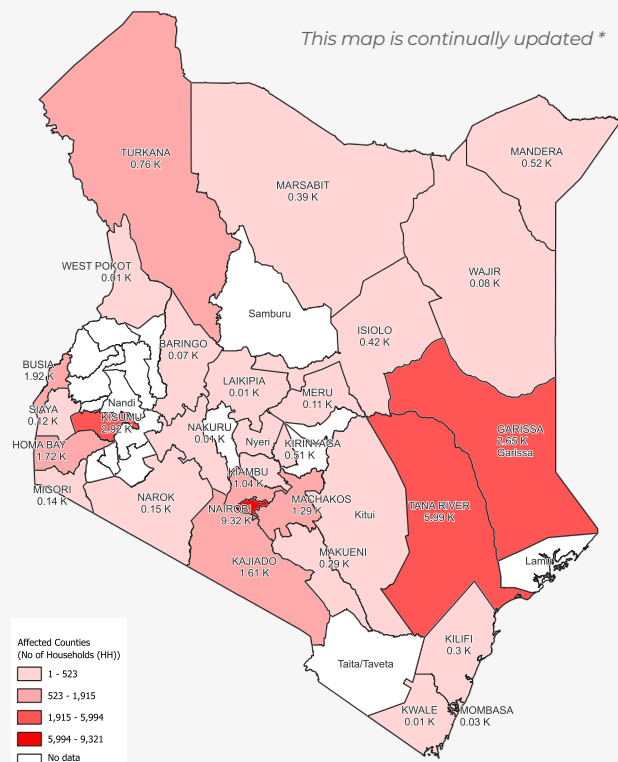 This map is continually updated *
TURKANA
0.76 K
MARSABIT
0.39 K
MANDERA
0.52 K
WAJIR
0.08 K
WEST POKOT
0.01 K
Samburu
ISIOLO
0.42 K
BARINGO
0.07 K
BUSIA
1.92 K
LAIKIPIA
0.01 K
MERU
0.11 K
Nandi
SIAYA
0.12 K
KISUMU
2.92 K
NAKURU
0.01 K
Nyeri
KIRINYAGA
0.51 K
GARISSA
2.65 K
Garissa
HOMA BAY
1.72 K
KIAMBU
1.04 K
MIGORI
0.14 K
NAROK
0.15 K
NAIROBI
9.32 K
MACHAKOS
1.29 K
Kitui
TANA RIVER
5.99 K
MAKUENI
0.29 K
KAJIADO
1.61 K
Lamu
Taita/Taveta
KILIFI
0.3 K
KWALE
0.01 K
MOMBASA
0.03 K
Affected Counties
(No of Households (HH))
1 - 523
523 - 1,915
1,915 - 5,994
5,994 - 9,321
No data